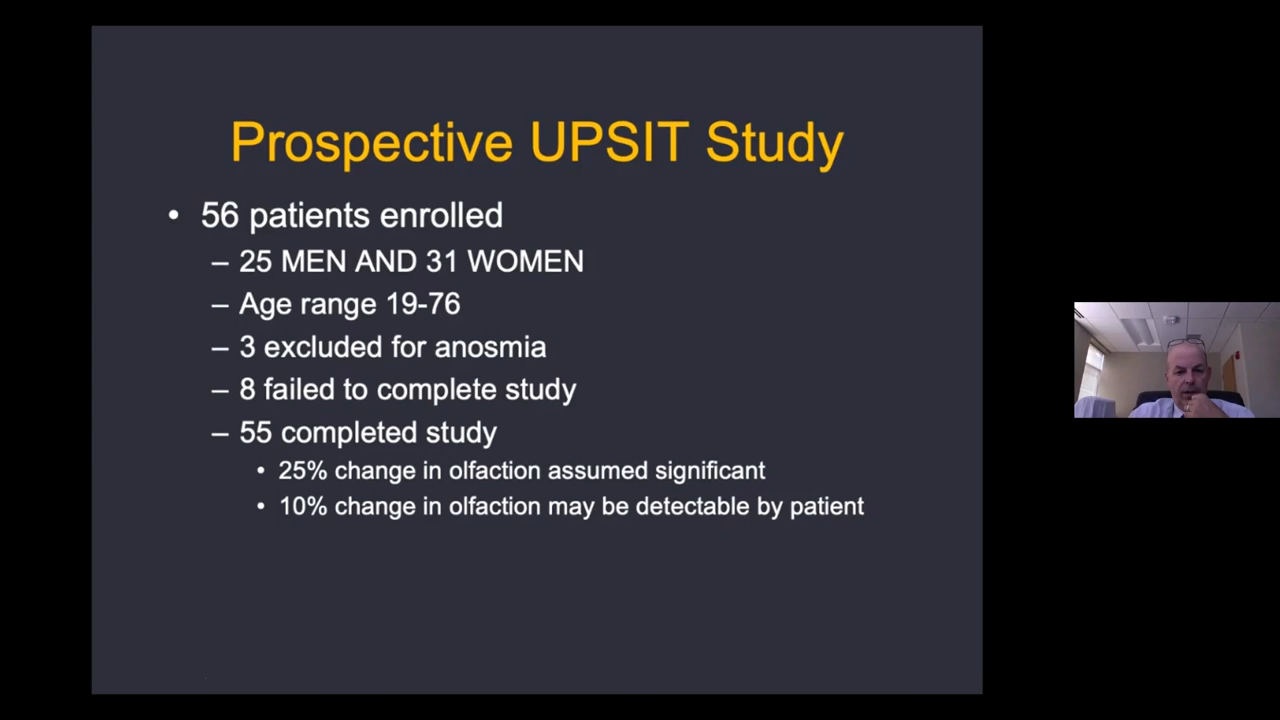 Prospective UPSIT Study
• 56 patients enrolled
– 25 MEN AND 31 WOMEN
– Age range 19-76
– 3 excluded for anosmia
– 8 failed to complete study
– 55 completed study
• 25% change in olfaction assumed significant
• 10% change in olfaction may be detectable by patient